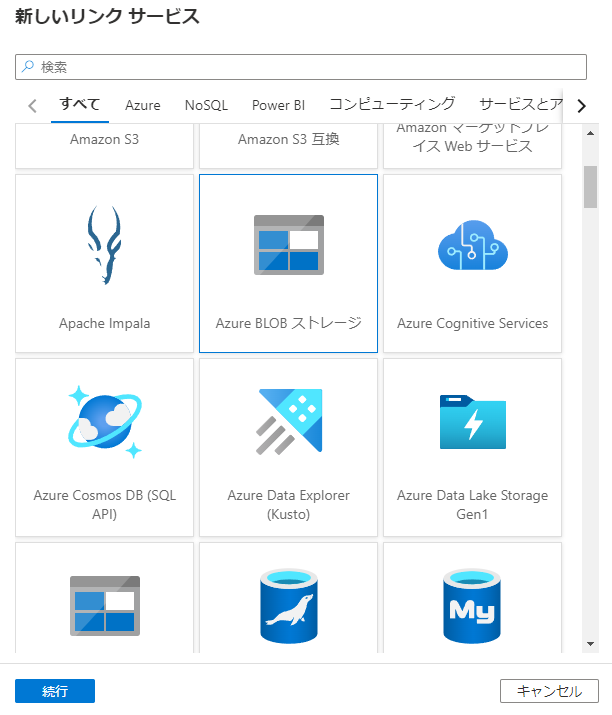 新しいリンク サービス
検索
すべて
Azure
NoSQL
Power BI
コンピューティング
サービスとア
Amazon S3
Amazon S3 互換
Amazon マーケットプレ
イス Web サービス
Apache Impala
Azure BLOB ストレージ
Azure Cognitive Services
Azure Cosmos DB (SQL
API)
Azure Data Explorer
(Kusto)
Azure Data Lake Storage
Gen1
My
続行
キャンセル